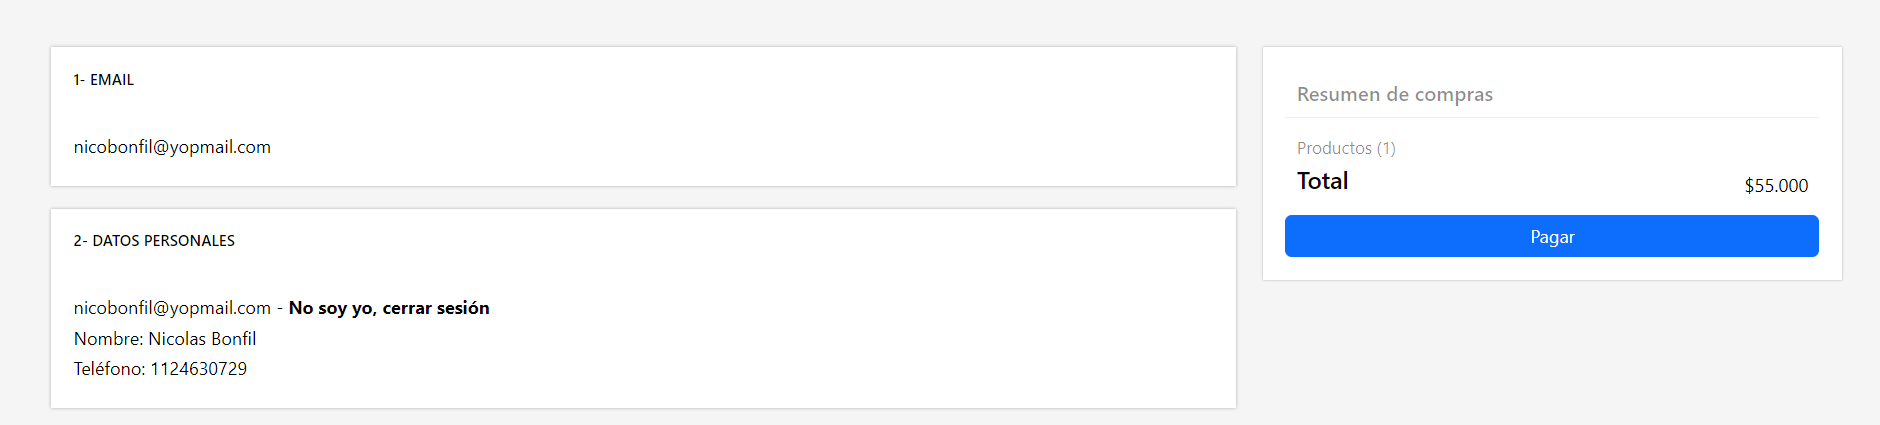 1- EMAIL
nicobonfil@yopmail.com
2- DATOS PERSONALES
nicobonfil@yopmail.com - No soy yo, cerrar sesión
Nombre: Nicolas Bonfil
Teléfono: 1124630729
Resumen de compras
Productos (1)
Total $55.000
Pagar